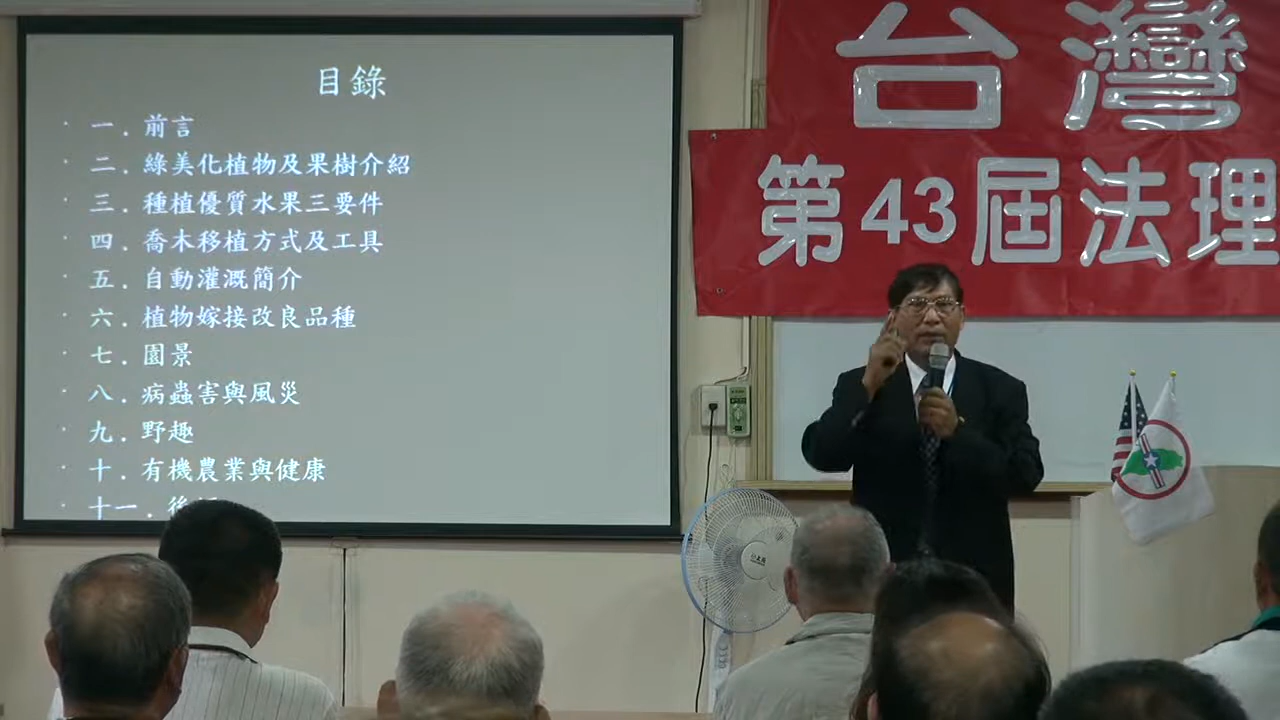 目錄
一. 前言
二. 綠美化植物及果樹介紹
三. 種植優質水果三要件
四. 喬木移植方式及工具
五. 自動灌溉簡介
六. 植物嫁接改良品種
七. 園景
八. 病蟲害與風災
九. 野趣
十. 有機農業與健康
十一. 後
台灣
第43屆法理